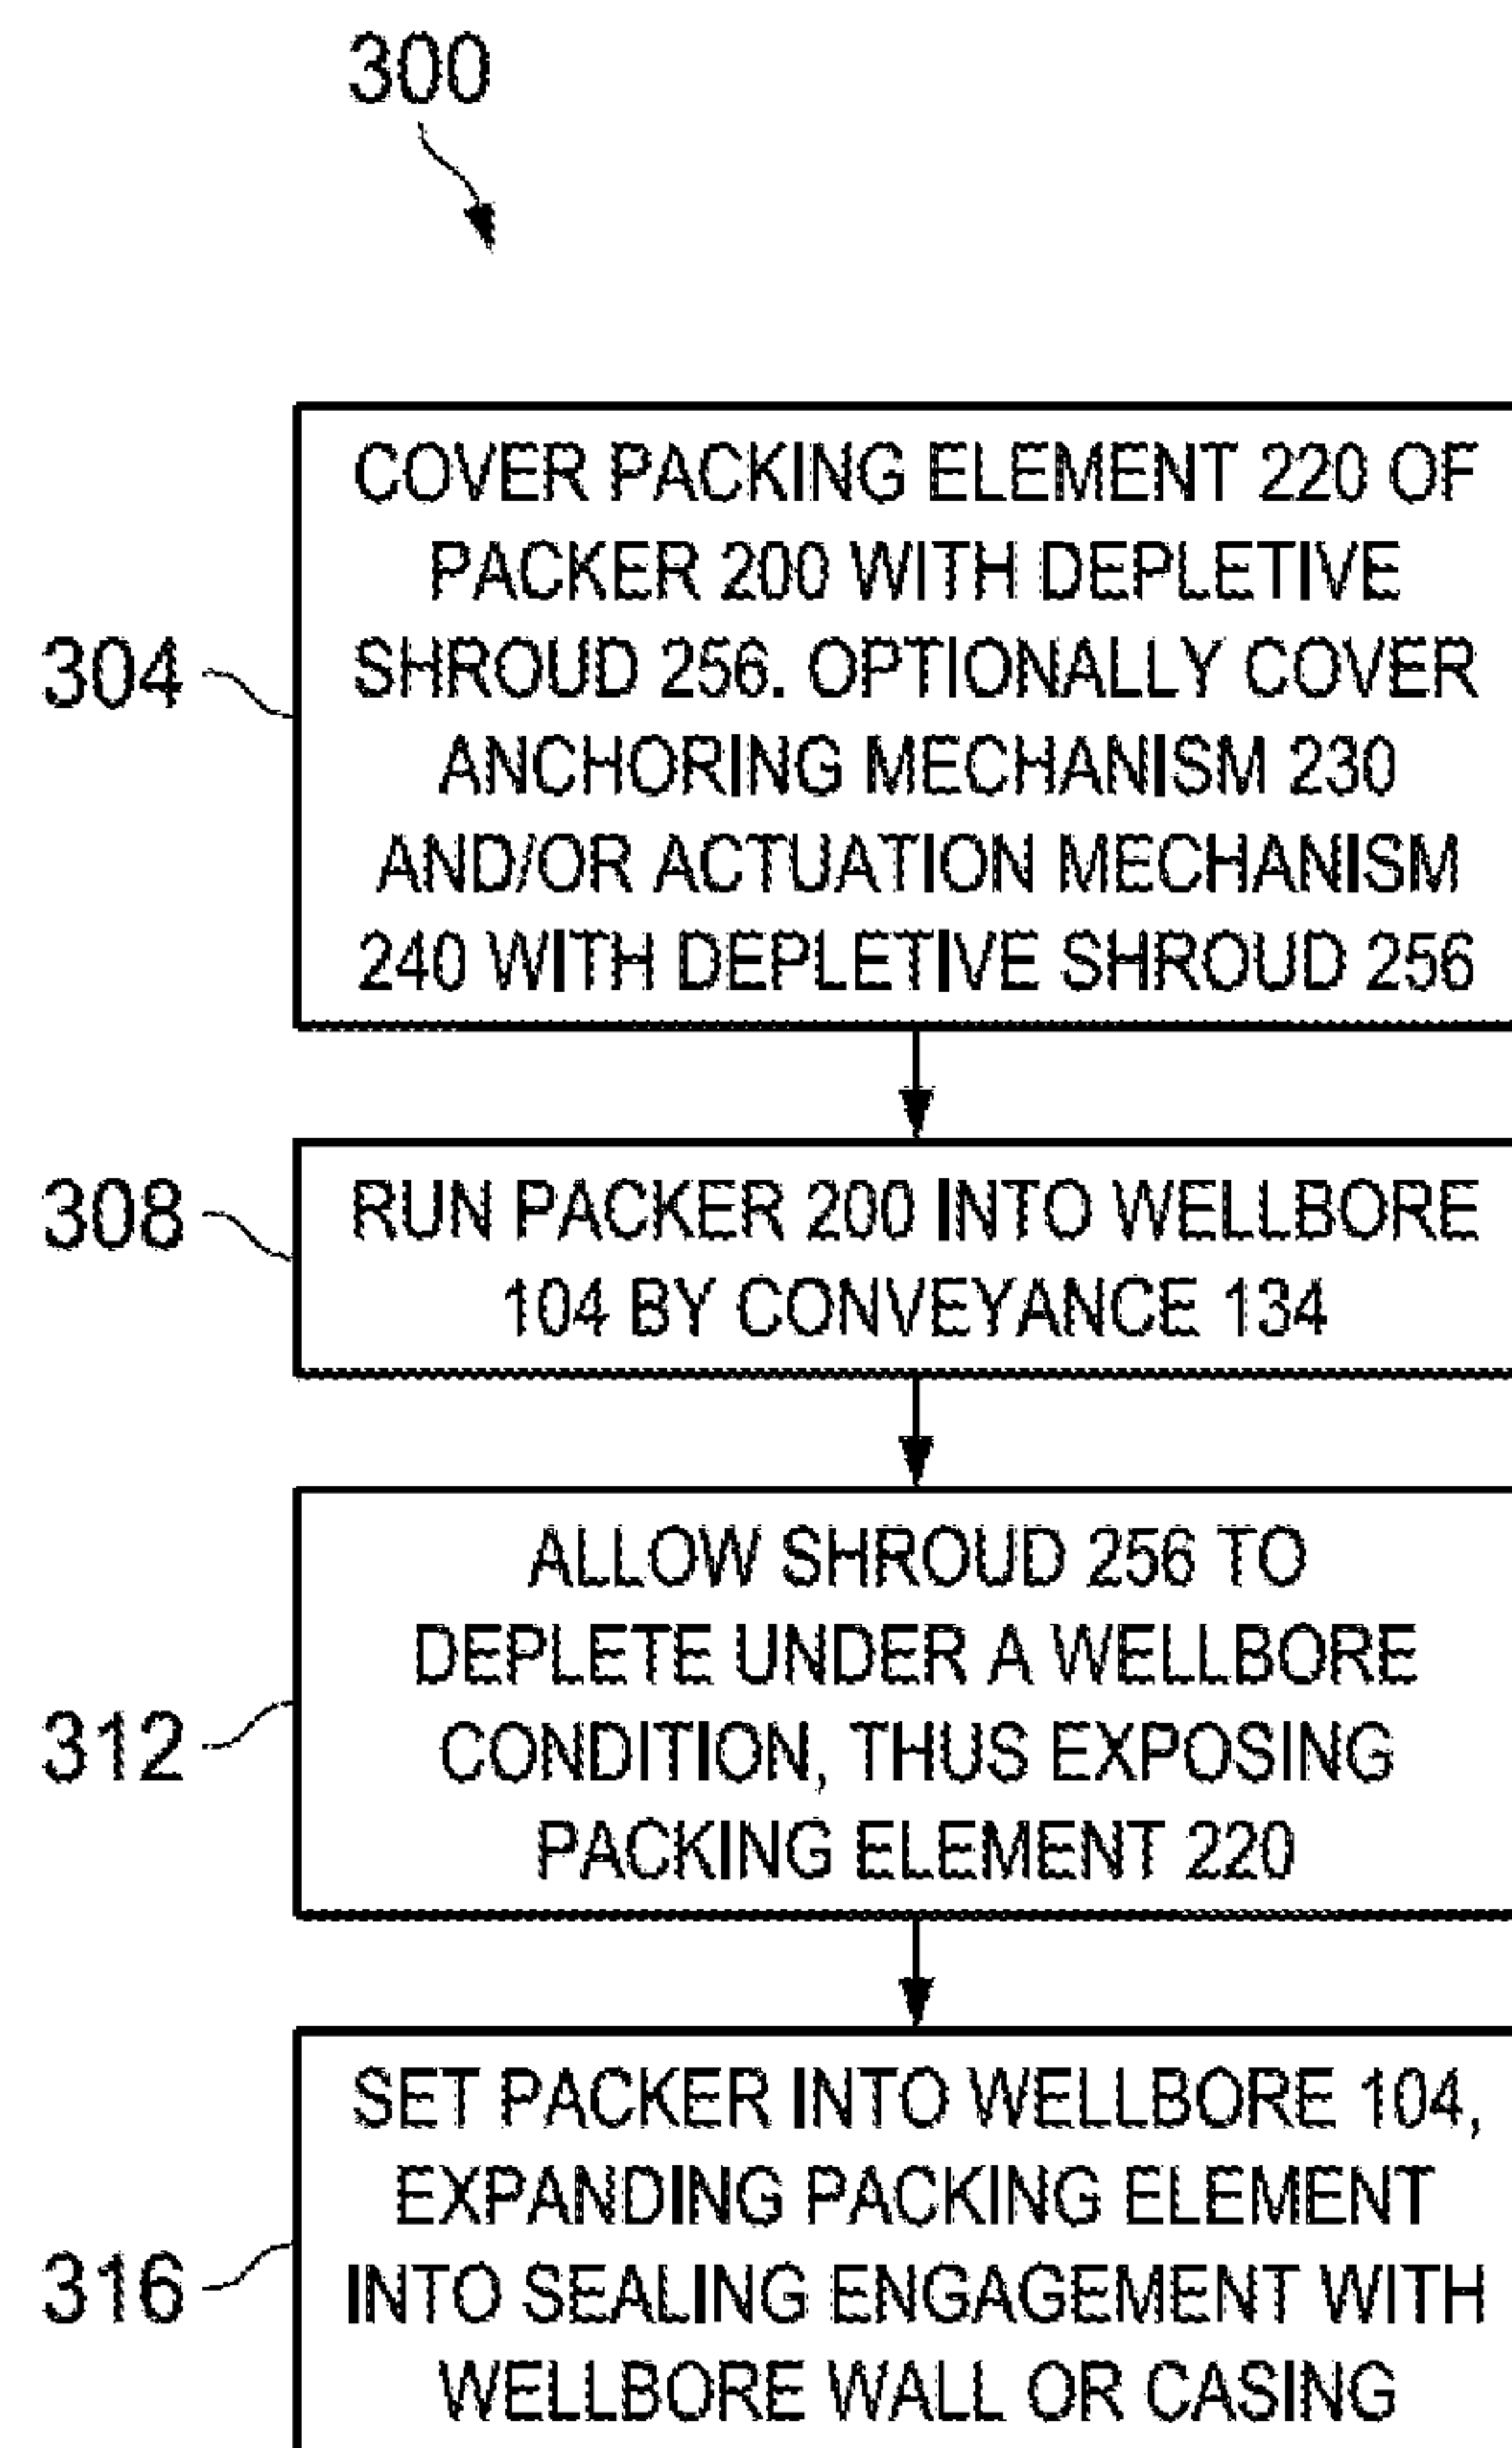 300
304
COVER PACKING ELEMENT 220 OF
PACKER 200 WITH DEPLETIVE
SHROUD 256. OPTIONALLY COVER
ANCHORING MECHANISM 230
AND/OR ACTUATION MECHANISM
240 WITH DEPLETIVE SHROUD 256
308
RUN PACKER 200 INTO WELLBORE
104 BY CONVEYANCE 134
312
ALLOW SHROUD 256 TO
DEPLETE UNDER A WELLBORE
CONDITION, THUS EXPOSING
PACKING ELEMENT 220
316
SET PACKER INTO WELLBORE 104,
EXPANDING PACKING ELEMENT
INTO SEALING ENGAGEMENT WITH
WELLBORE WALL OR CASING